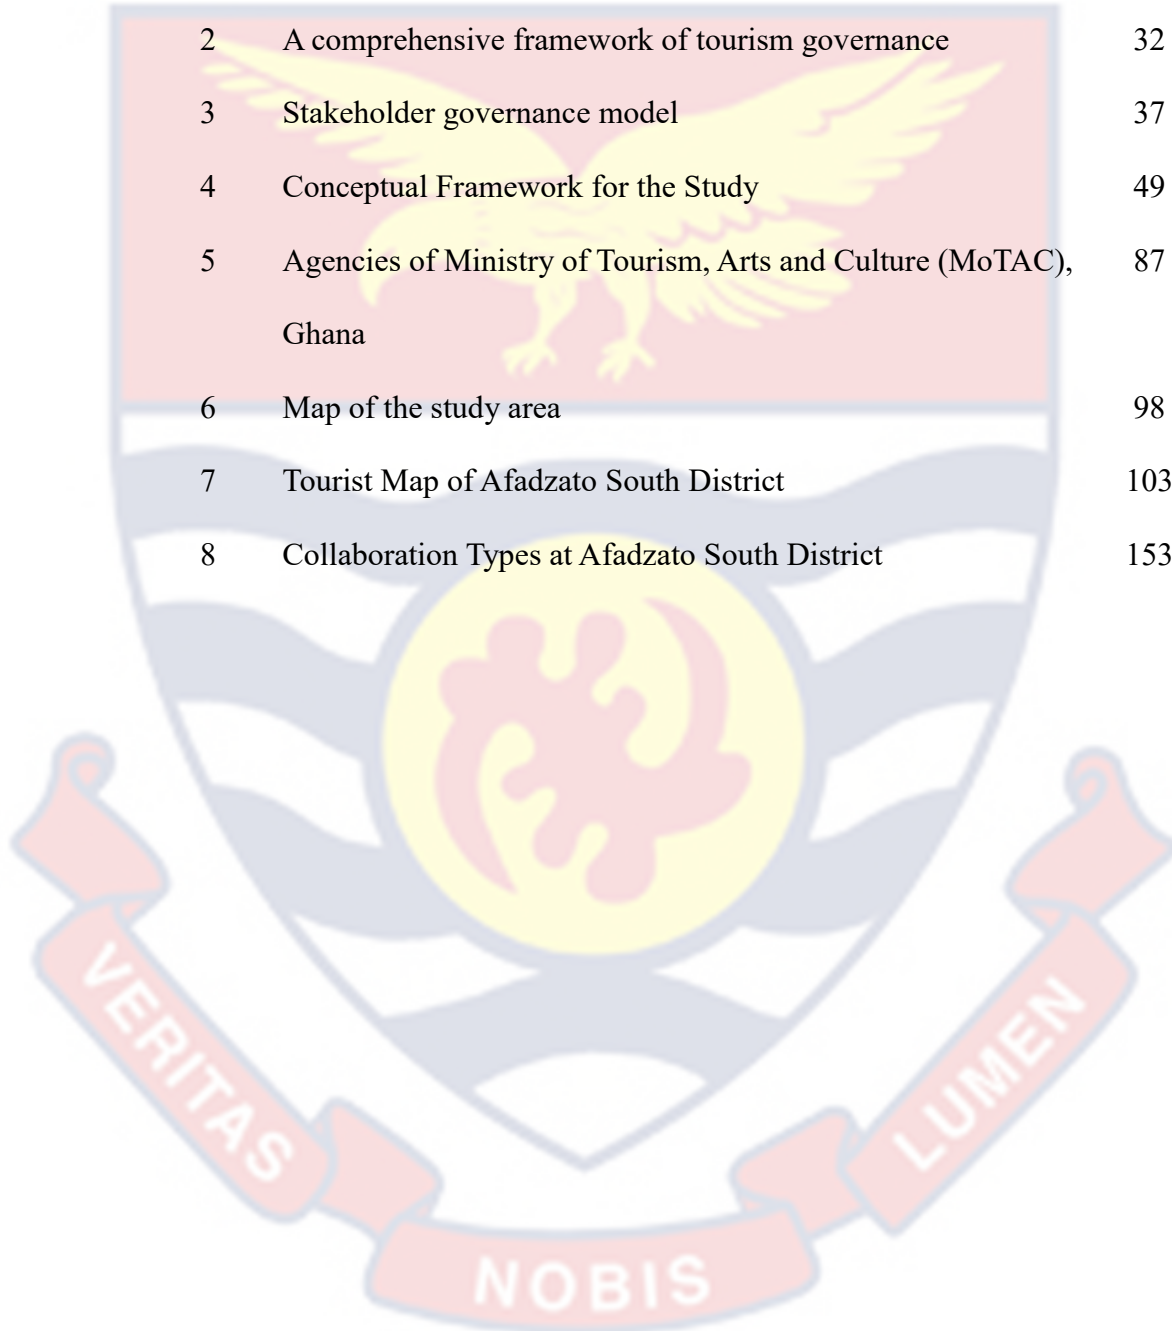 2 A comprehensive framework of tourism governance 32
3 Stakeholder governance model 37
4 Conceptual Framework for the Study 49
5 Agencies of Ministry of Tourism, Arts and Culture (MoTAC), 87
Ghana
6 Map of the study area 98
7 Tourist Map of Afadzato South District 103
8 Collaboration Types at Afadzato South District 153
VERITAS
NOBIS
LUMEN